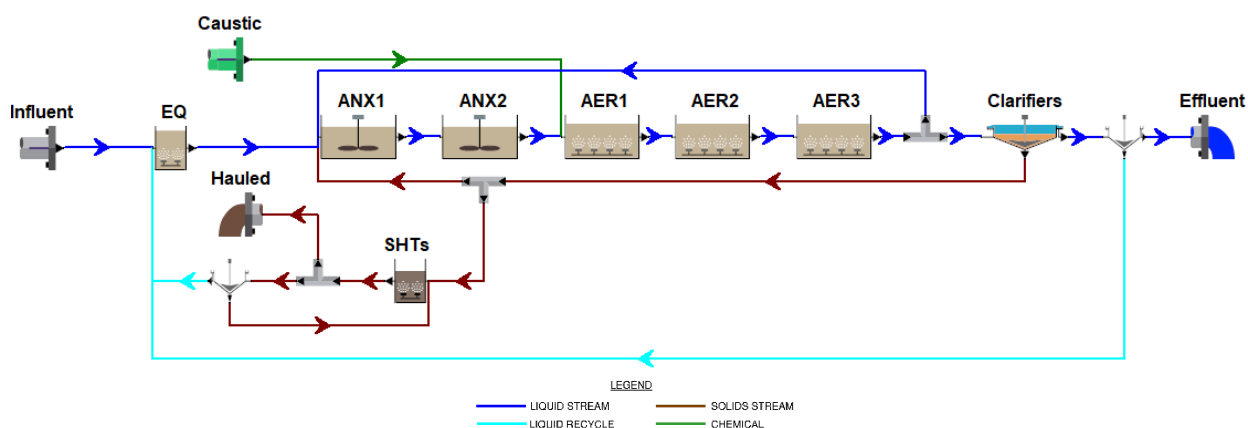 Caustic
Influent
EQ
ANX1
ANX2
AER1
AER2
AER3
Clarifiers
Effluent
Hauled
SHTs
LEGEND
LIQUID STREAM
SOLIDS STREAM
LIQUID RECYCLE
CHEMICAL